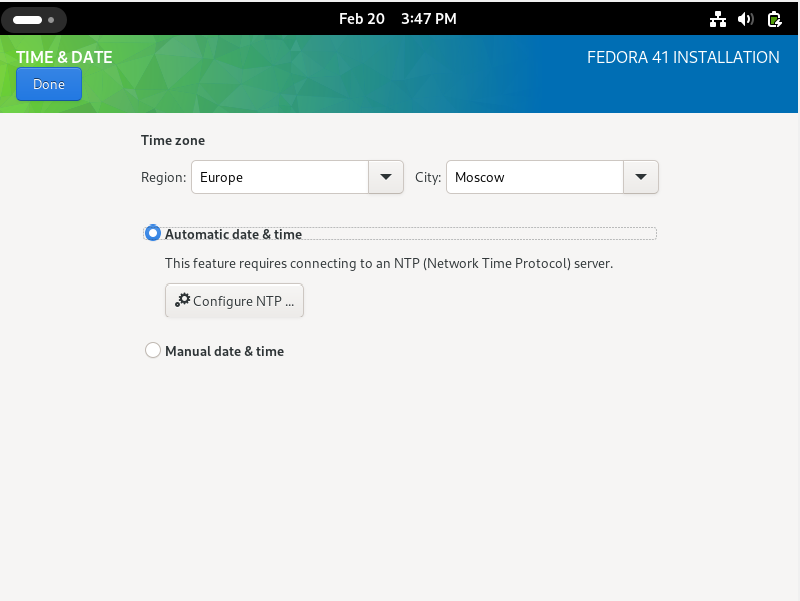 Feb 20 3:47 PM
TIME & DATE
FEDORA 41 INSTALLATION
Done
Time zone
Region: Europe City: Moscow
Automatic date & time
This feature requires connecting to an NTP (Network Time Protocol) server.
Configure NTP ...
Manual date & time